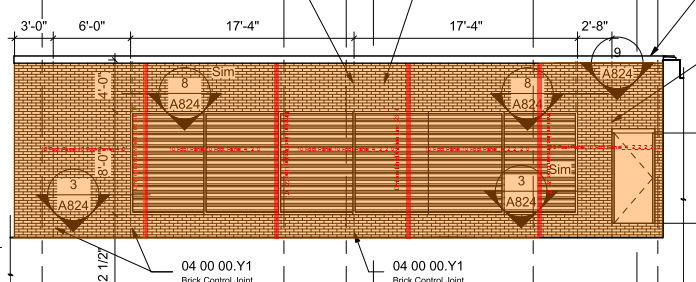 3'-0"
6'-0"
17'-4"
17'-4"
2'-8"
9
A824
Sim
8
A824
8
A824
4'-0"
8'-0"
3
A824
3
A824
Sim
2 1/2"
04 00 00.Y1
Brick Control Joint
04 00 00.Y1
Brick Control Joint